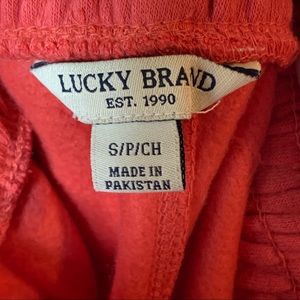 LUCKY BRAND
EST. 1990
S/P/CH
MADE IN
PAKISTAN